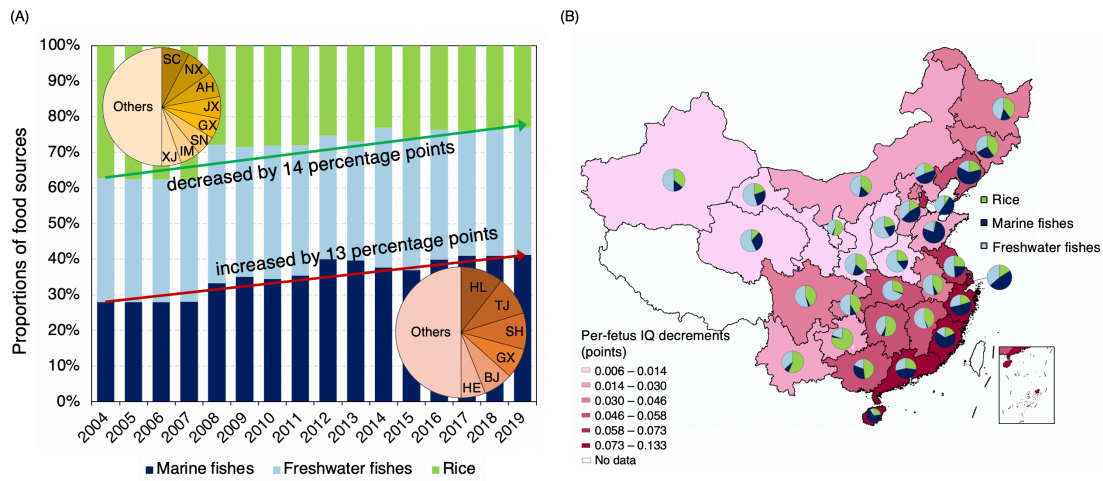 (A)
Proportions of food sources
100%
90%
80%
70%
60%
50%
40%
30%
20%
10%
0%
SC
NX
AH
JX
GX
SN
IM
XJ
Others
decreased by 14 percentage points
increased by 13 percentage points
HL
TJ
SH
GX
BJ
HE
Others
2004 2005 2006 2007 2008 2009 2010 2011 2012 2013 2014 2015 2016 2017 2018 2019
Marine fishes Freshwater fishes Rice
(B)
Rice
Marine fishes
Freshwater fishes
Per-fetus IQ decrements
(points)
0.006 – 0.014
0.014 – 0.030
0.030 – 0.046
0.046 – 0.058
0.058 – 0.073
0.073 – 0.133
No data